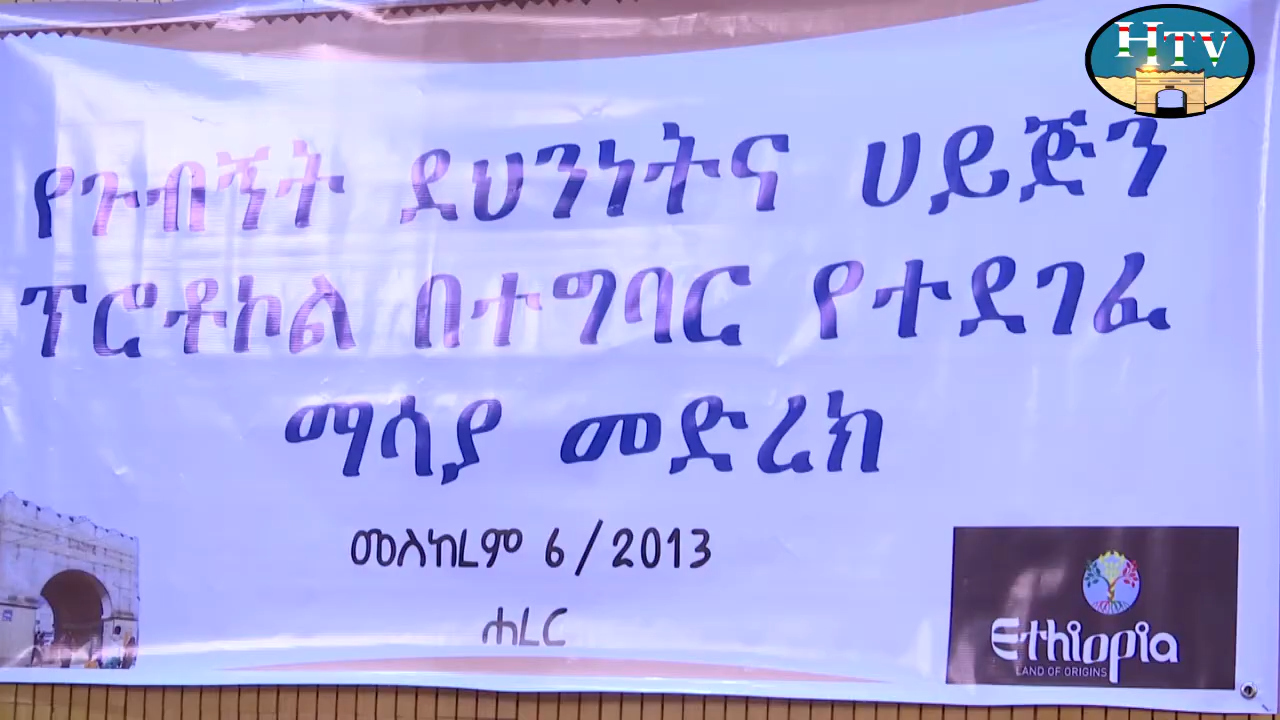 HTV
የጉብኝት ደህንነትና ሀይጅን
ፕሮቶኮል በተግባር የተደገፈ
ማሳያ መድረክ
መስከረም 6/2013
ሐረር
Ethiopia
LAND OF ORIGINS